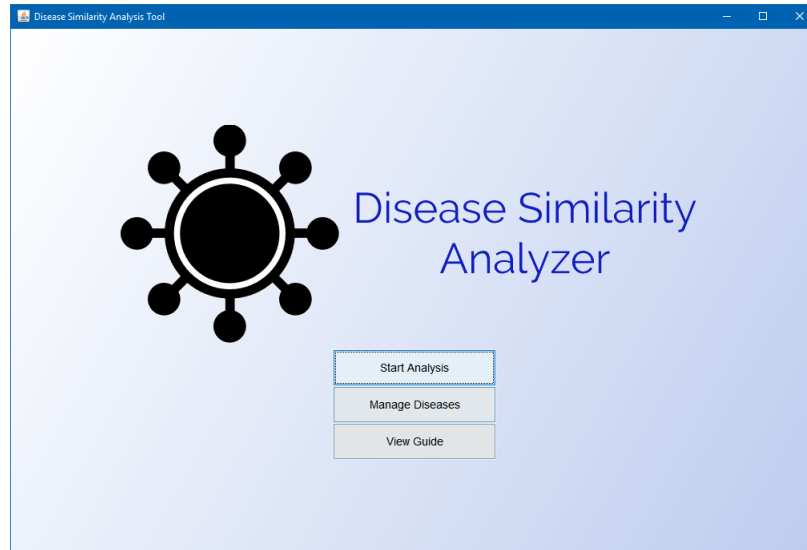 Disease Similarity Analysis Tool
Disease Similarity
Analyzer
Start Analysis
Manage Diseases
View Guide